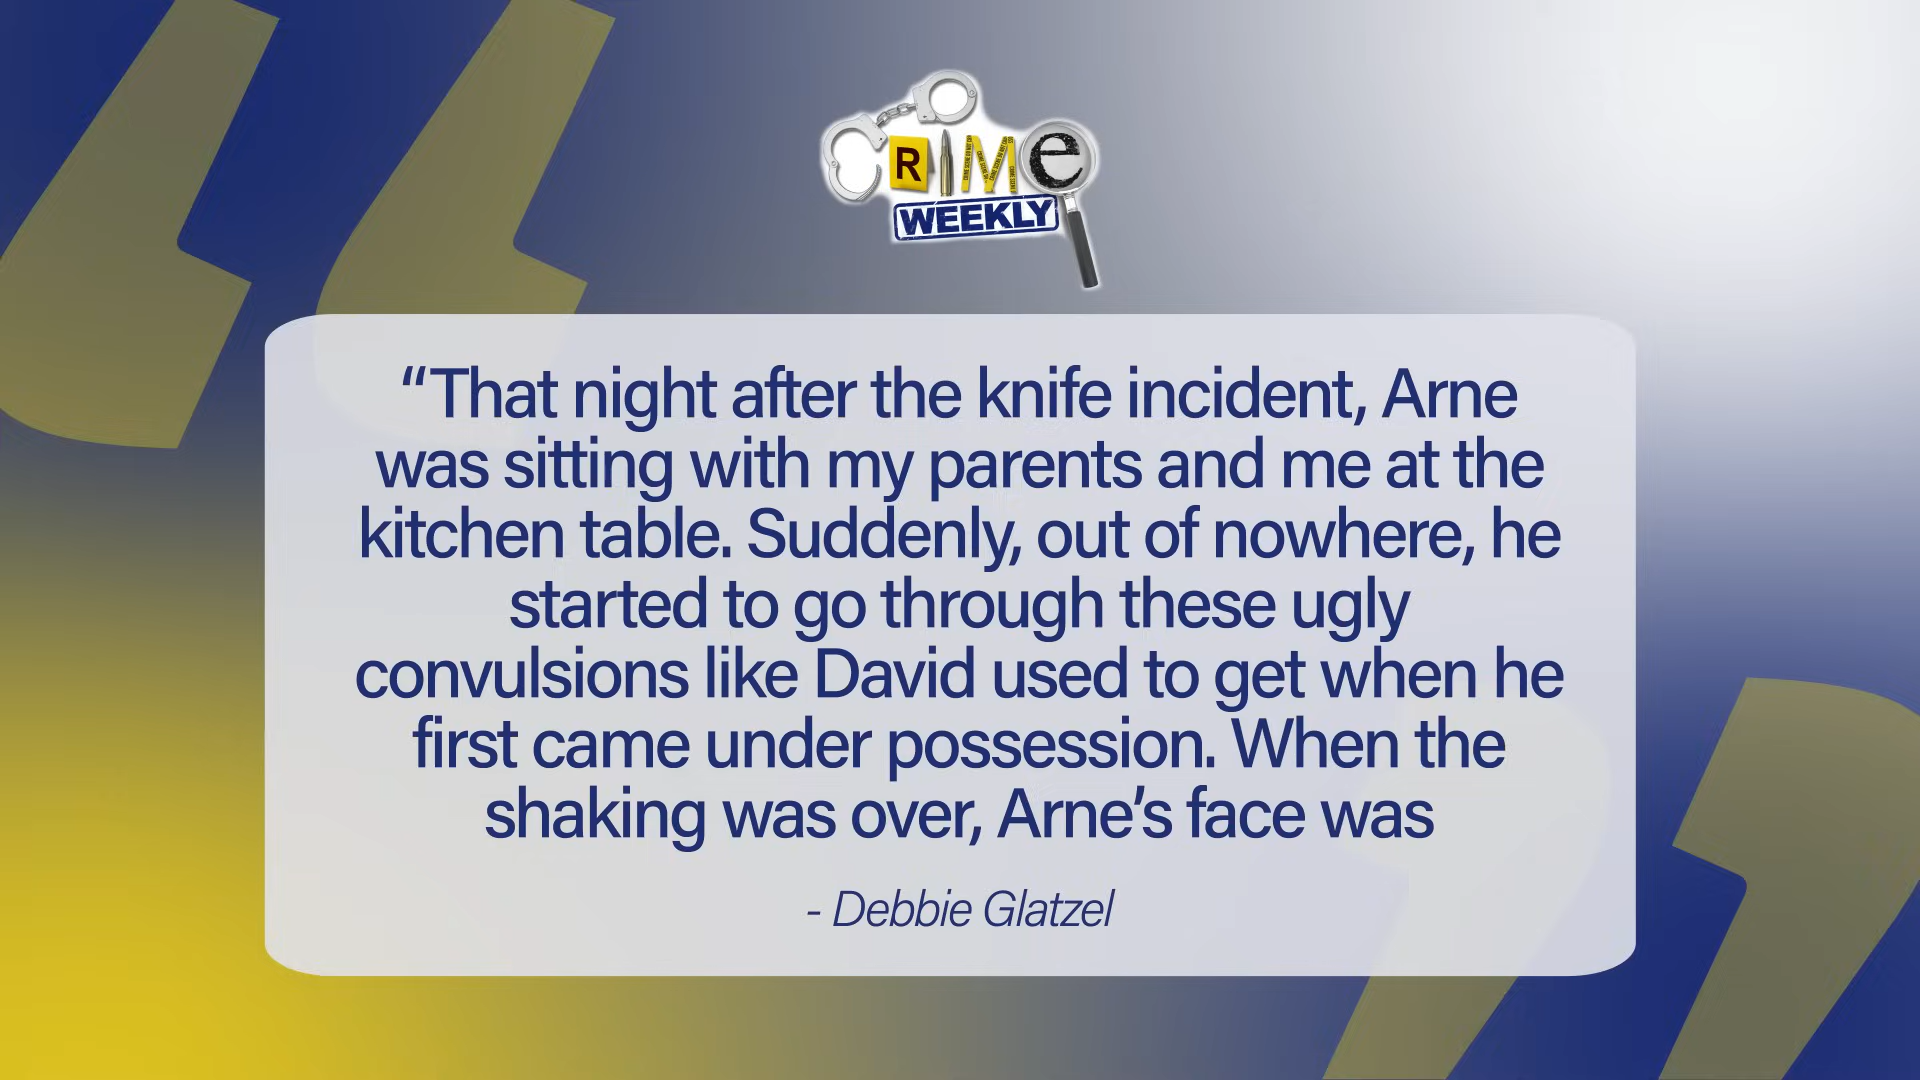 CRIME
WEEKLY
“That night after the knife incident, Arne
was sitting with my parents and me at the
kitchen table. Suddenly, out of nowhere, he
started to go through these ugly
convulsions like David used to get when he
first came under possession. When the
shaking was over, Arne’s face was
- Debbie Glatzel